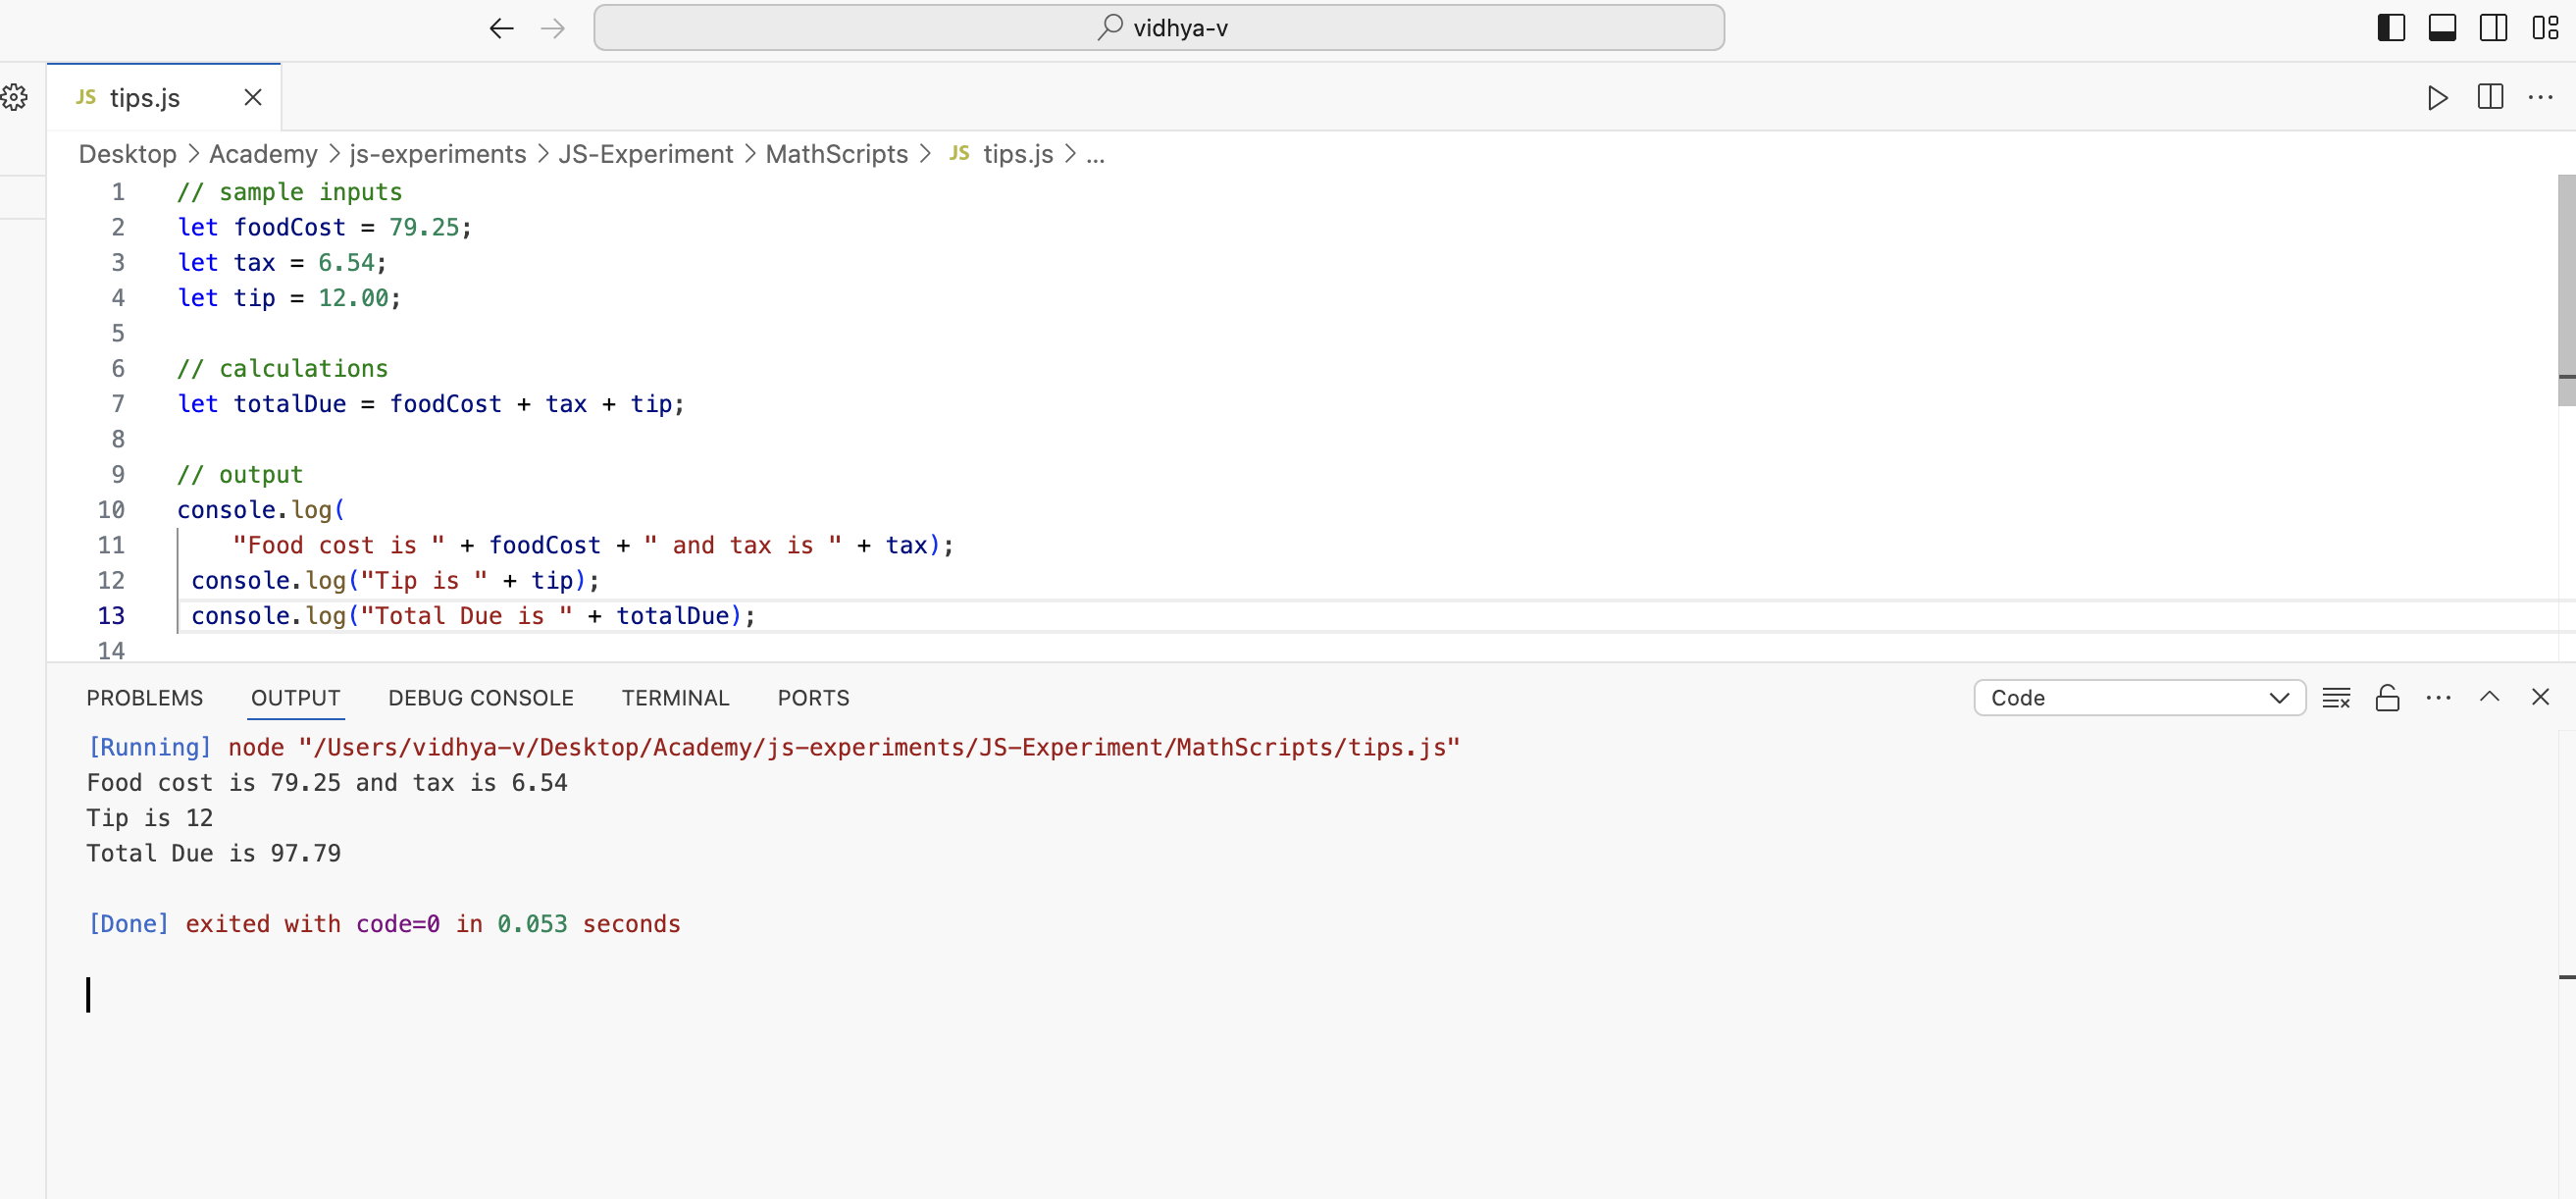 vidhya-v
JS tips.js
Desktop > Academy > js-experiments > JS-Experiment > MathScripts > JS tips.js > ...
1 // sample inputs
2 let foodCost = 79.25;
3 let tax = 6.54;
4 let tip = 12.00;
5
6 // calculations
7 let totalDue = foodCost + tax + tip;
8
9 // output
10 console.log(
11     "Food cost is " + foodCost + " and tax is " + tax);
12  console.log("Tip is " + tip);
13  console.log("Total Due is " + totalDue);
14
PROBLEMS OUTPUT DEBUG CONSOLE TERMINAL PORTS Code
[Running] node "/Users/vidhya-v/Desktop/Academy/js-experiments/JS-Experiment/MathScripts/tips.js"
Food cost is 79.25 and tax is 6.54
Tip is 12
Total Due is 97.79
[Done] exited with code=0 in 0.053 seconds